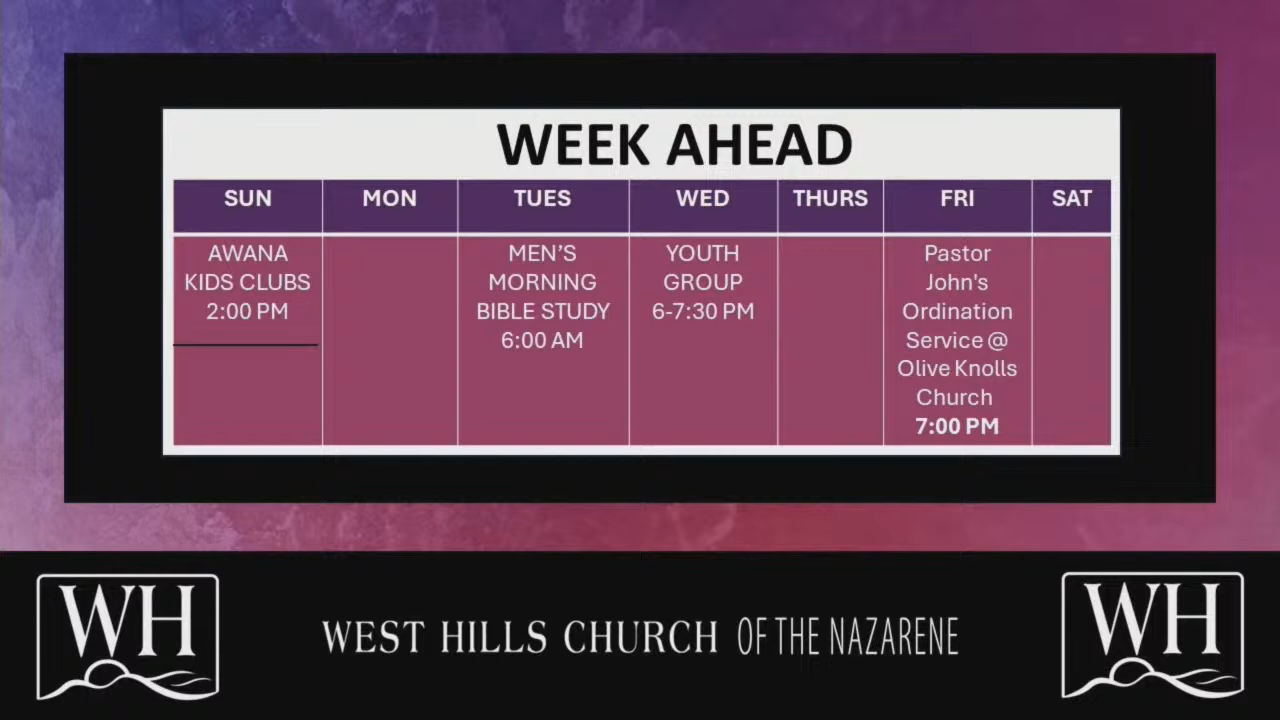 WEEK AHEAD
SUN MON TUES WED THURS FRI SAT
AWANA
KIDS CLUBS
2:00 PM
MEN’S
MORNING
BIBLE STUDY
6:00 AM
YOUTH
GROUP
6-7:30 PM
Pastor
John's
Ordination
Service @
Olive Knolls
Church
7:00 PM
WH
WEST HILLS CHURCH OF THE NAZARENE
WH